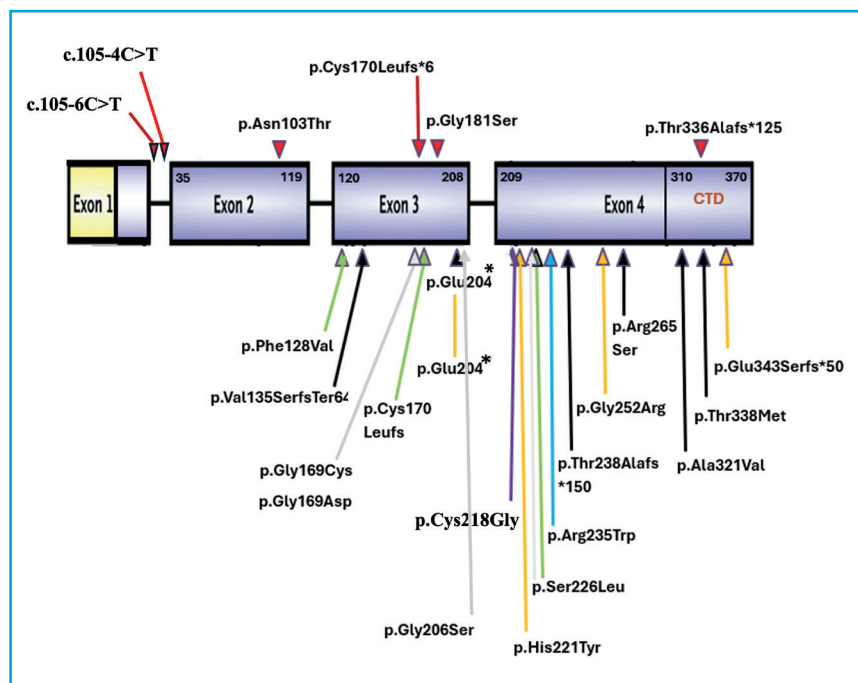 c.105-4C>T
c.105-6C>T
p.Cys170Leufs*6
p.Asn103Thr
p.Gly181Ser
p.Thr336Alafs*125
35
119
120
208
209
310
370
Exon 1
Exon 2
Exon 3
Exon 4
CTD
p.Glu204*
p.Phe128Val
p.Glu204*
p.Arg265
Ser
p.Glu343Serfs*50
p.Val135SerfsTer64
p.Cys170
Leufs
p.Gly252Arg
p.Thr338Met
p.Gly169Cys
p.Gly169Asp
p.Thr238Alafs
*150
p.Ala321Val
p.Cys218Gly
p.Arg235Trp
p.Ser226Leu
p.Gly206Ser
p.His221Tyr